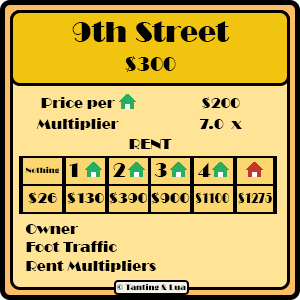 9th Street
$300
Price per $200
Multiplier 7.0 x
RENT
Nothing 1 2 3 4
$26 $130 $390 $900 $1100 $1275
Owner
Foot Traffic
Rent Multipliers
© Tanting & Lua